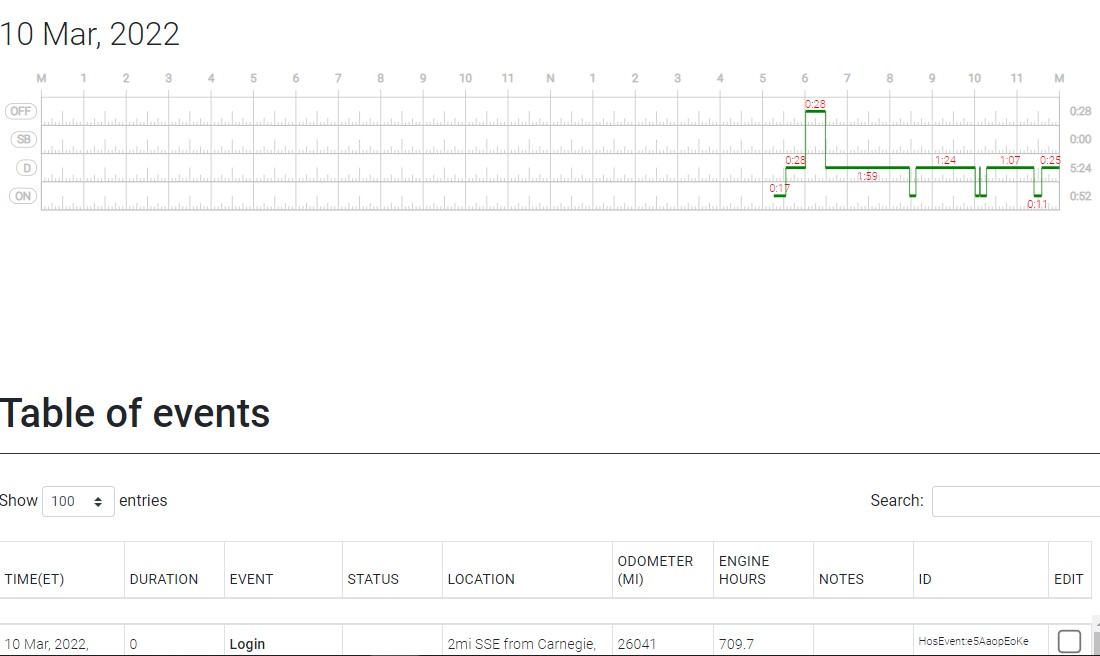 10 Mar, 2022
M 1 2 3 4 5 6 7 8 9 10 11 N 1 2 3 4 5 6 7 8 9 10 11 M
0:28
OFF 0:28
SB 0:00
0:28 1:24 1:07 0:25
D 5:24
1:59
0:17
ON 0:52
0:11
Table of events
Show 100 entries Search:
TIME(ET) DURATION EVENT STATUS LOCATION ODOMETER (MI) ENGINE HOURS NOTES ID EDIT
10 Mar, 2022, 0 Login 2mi SSE from Carnegie, 26041 709.7 HosEvent:e5AaopEoKe